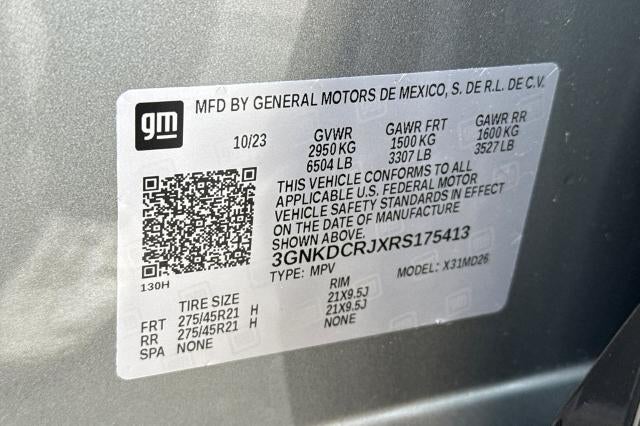 gm
MFD BY GENERAL MOTORS DE MEXICO, S. DE R.L. DE C.V.
10/23
GVWR
2950 KG
6504 LB
GAWR FRT
1500 KG
3307 LB
GAWR RR
1600 KG
3527 LB
THIS VEHICLE CONFORMS TO ALL
APPLICABLE U.S. FEDERAL MOTOR
VEHICLE SAFETY STANDARDS IN EFFECT
ON THE DATE OF MANUFACTURE
SHOWN ABOVE.
3GNKDCRJXRS175413
TYPE: MPV MODEL: X31MD26
130H
TIRE SIZE RIM
FRT 275/45R21 H 21X9.5J
RR 275/45R21 H 21X9.5J
SPA NONE NONE